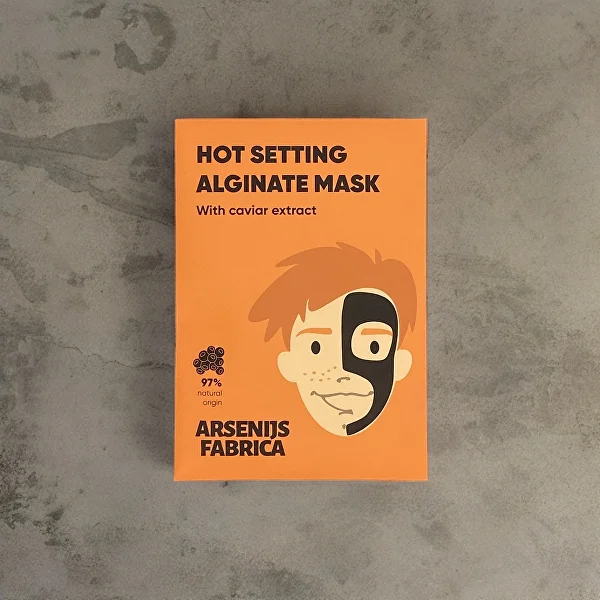 HOT SETTING
ALGINATE MASK
With caviar extract
97%
natural
origin
ARSENIJS
FABRICA